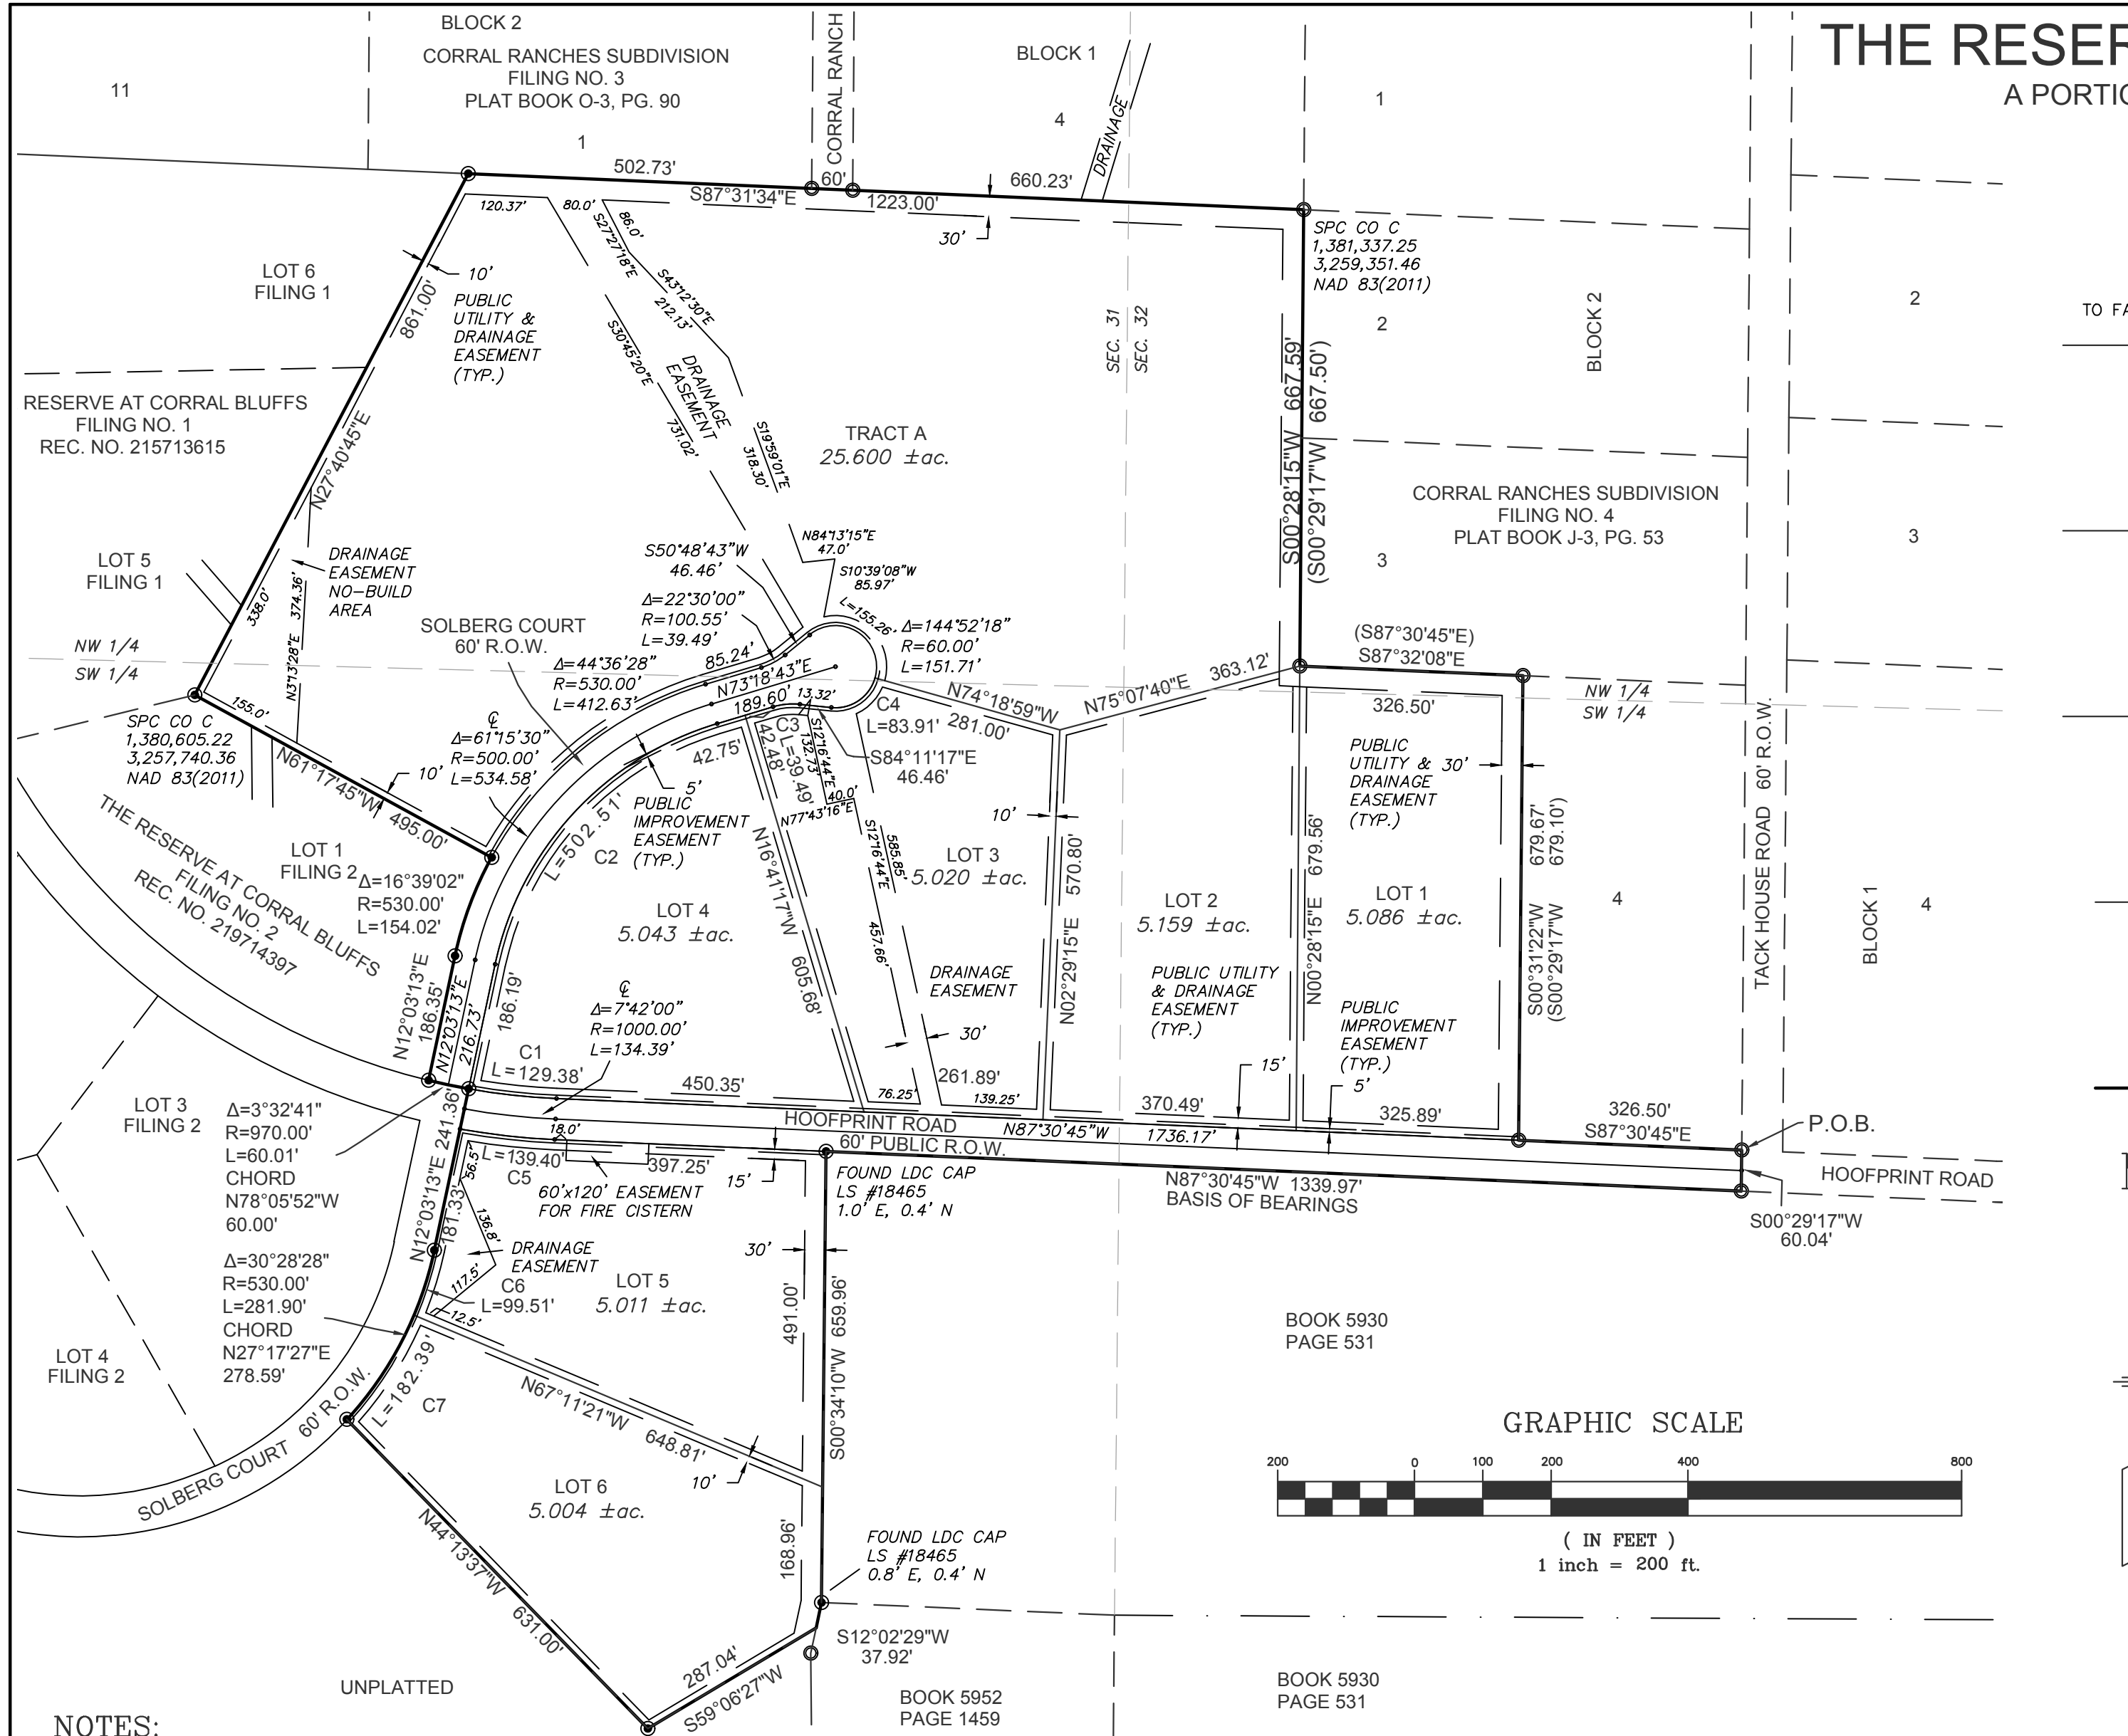 BLOCK 2
CORRAL RANCHES SUBDIVISION
FILING NO. 3
PLAT BOOK O-3, PG. 90
11
1
CORRAL RANCH
BLOCK 1
4
DRAINAGE
1
THE RESER
A PORTIO
502.73'
60'
660.23'
S87°31'34"E
1223.00'
30'
120.37'
80.0'
86.0'
S27°27'18"E
S43°12'30"E
212.13'
S30°45'20"E
731.02'
DRAINAGE
EASEMENT
S19°59'01"E
318.30'
SPC CO C
1,381,337.25
3,259,351.46
NAD 83(2011)
2
BLOCK 2
2
TO FA
LOT 6
FILING 1
861.00'
N27°40'45"E
10'
PUBLIC
UTILITY &
DRAINAGE
EASEMENT
(TYP.)
SEC. 31
SEC. 32
RESERVE AT CORRAL BLUFFS
FILING NO. 1
REC. NO. 215713615
TRACT A
25.600 ±ac.
S00°28'15"W 667.59'
(S00°29'17"W 667.50')
CORRAL RANCHES SUBDIVISION
FILING NO. 4
PLAT BOOK J-3, PG. 53
3
3
LOT 5
FILING 1
338.0'
N3°13'28"E 374.36'
DRAINAGE
EASEMENT
NO-BUILD
AREA
S50°48'43"W
46.46'
N84°13'15"E
47.0'
S10°39'08"W
85.97'
L=155.26'
Δ=22°30'00"
R=100.55'
L=39.49'
Δ=144°52'18"
R=60.00'
L=151.71'
SOLBERG COURT
60' R.O.W.
NW 1/4
SW 1/4
Δ=44°36'28"
R=530.00'
L=412.63'
85.24'
N73°18'43"E
189.60'
13.32'
C4
L=83.91'
C3
L=39.49'
42.48'
42.75'
S12°16'44"E
132.73'
S84°11'17"E
46.46'
N74°18'59"W
281.00'
N75°07'40"E 363.12'
(S87°30'45"E)
S87°32'08"E
326.50'
NW 1/4
SW 1/4
155.0'
SPC CO C
1,380,605.22
3,257,740.36
NAD 83(2011)
N61°17'45"W
495.00'
10'
℄
Δ=61°15'30"
R=500.00'
L=534.58'
5'
PUBLIC
IMPROVEMENT
EASEMENT
(TYP.)
40.0'
N77°43'16"E
S12°16'44"E
585.85'
457.66'
10'
PUBLIC
UTILITY & 30'
DRAINAGE
EASEMENT
(TYP.)
TACK HOUSE ROAD 60' R.O.W.
THE RESERVE AT CORRAL BLUFFS
FILING NO. 2
REC. NO. 219714397
LOT 1
FILING 2
Δ=16°39'02"
R=530.00'
L=154.02'
L=502.51'
C2
LOT 4
5.043 ±ac.
N16°41'17"W
605.68'
LOT 3
5.020 ±ac.
N02°29'15"E 570.80'
LOT 2
5.159 ±ac.
N00°28'15"E 679.56'
LOT 1
5.086 ±ac.
S00°31'22"W 679.67'
(S00°29'17"W 679.10')
4
BLOCK 1
4
N12°03'13"E
186.35'
N12°03'13"E
216.73'
186.19'
℄
Δ=7°42'00"
R=1000.00'
L=134.39'
DRAINAGE
EASEMENT
30'
PUBLIC UTILITY
& DRAINAGE
EASEMENT
(TYP.)
PUBLIC
IMPROVEMENT
EASEMENT
(TYP.)
5'
15'
C1
L=129.38'
450.35'
76.25'
261.89'
139.25'
370.49'
325.89'
326.50'
S87°30'45"E
P.O.B.
HOOFPRINT ROAD
60' PUBLIC R.O.W.
N87°30'45"W 1736.17'
HOOFPRINT ROAD
LOT 3
FILING 2
Δ=3°32'41"
R=970.00'
L=60.01'
CHORD
N78°05'52"W
60.00'
N12°03'13"E 241.36'
181.33'
56.5'
18.0'
L=139.40'
C5
397.25'
15'
60'x120' EASEMENT
FOR FIRE CISTERN
FOUND LDC CAP
LS #18465
1.0' E, 0.4' N
N87°30'45"W 1339.97'
BASIS OF BEARINGS
S00°29'17"W
60.04'
136.8'
117.5'
DRAINAGE
EASEMENT
30'
Δ=30°28'28"
R=530.00'
L=281.90'
CHORD
N27°17'27"E
278.59'
C6
L=99.51'
12.5'
LOT 5
5.011 ±ac.
491.00'
S00°34'10"W 659.96'
BOOK 5930
PAGE 531
LOT 4
FILING 2
L=182.39'
C7
N67°11'21"W
648.81'
10'
SOLBERG COURT 60' R.O.W.
GRAPHIC SCALE
200 0 100 200 400 800
( IN FEET )
1 inch = 200 ft.
LOT 6
5.004 ±ac.
168.96'
N44°13'37"W
631.00'
FOUND LDC CAP
LS #18465
0.8' E, 0.4' N
287.04'
S59°06'27"W
S12°02'29"W
37.92'
UNPLATTED
BOOK 5952
PAGE 1459
BOOK 5930
PAGE 531
NOTES: